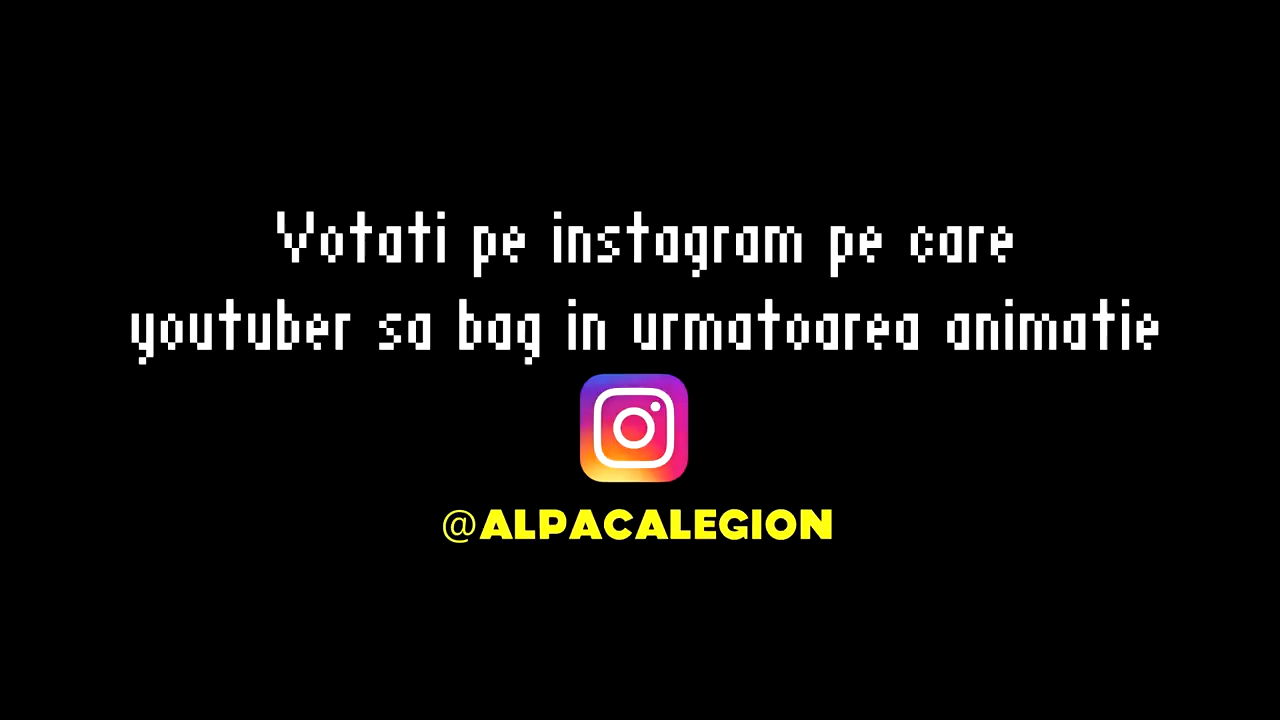 Votati pe instagram pe care
youtuber sa bag in urmatoarea animatie
@ALPACALEGION